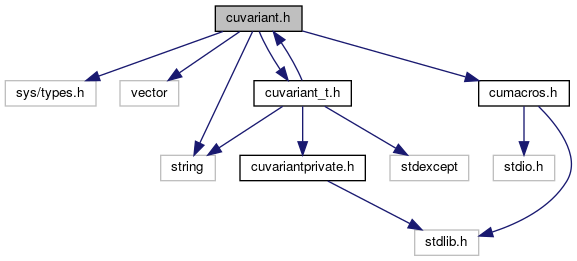 cuvariant.h
sys/types.h
vector
cuvariant_t.h
cumacros.h
string
cuvariantprivate.h
stdexcept
stdio.h
stdlib.h